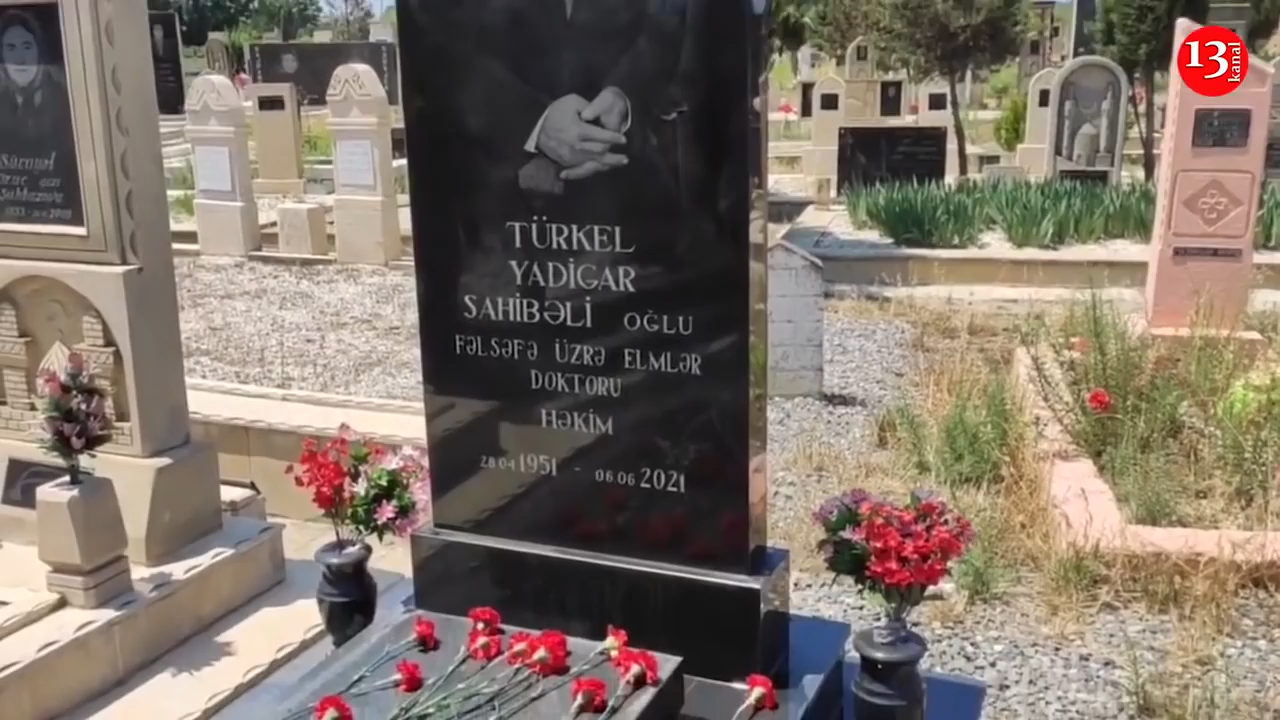 13
kanal
TÜRKEL
YADİGAR
SAHİBƏLİ OĞLU
FƏLSƏFƏ ÜZRƏ ELMLƏR
DOKTORU
HƏKİM
28.04 1951 - 06.06 2021